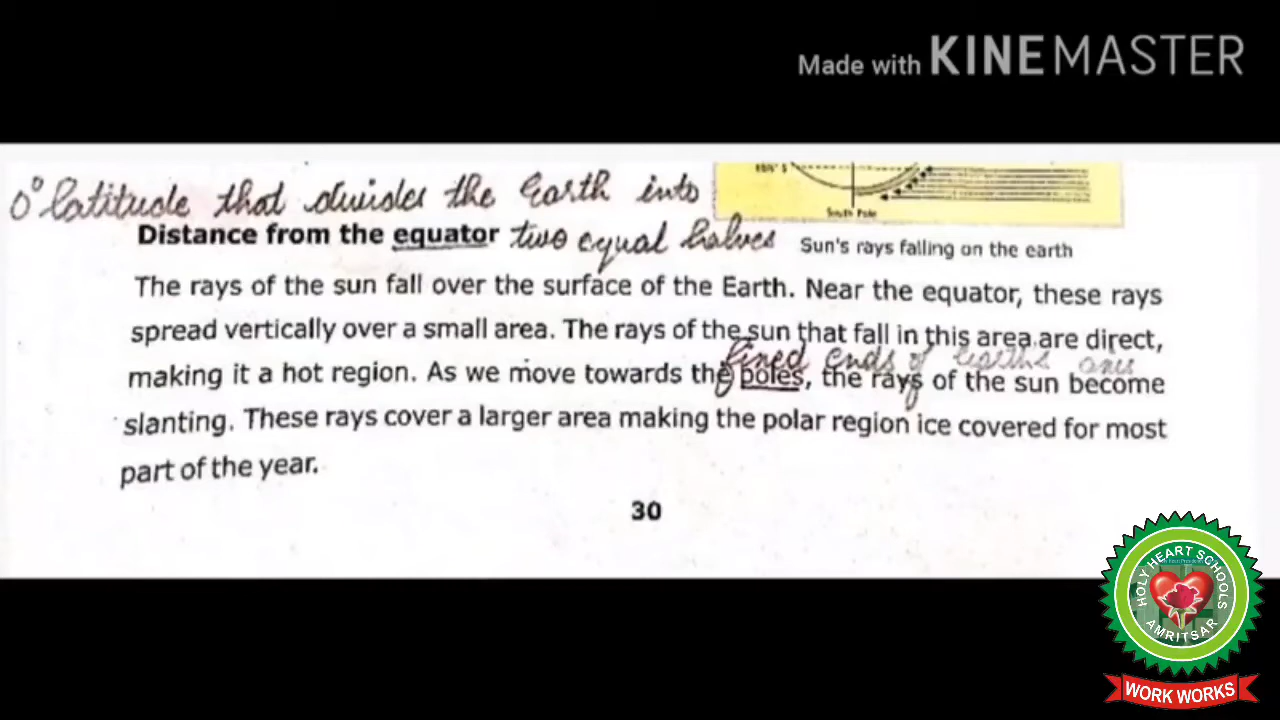 Made with KINEMASTER
0° latitude that divides the Earth into
South Pole
Distance from the equator two equal halves
Sun's rays falling on the earth
The rays of the sun fall over the surface of the Earth. Near the equator, these rays
spread vertically over a small area. The rays of the sun that fall in this area are direct,
fixed ends of earths axis
making it a hot region. As we move towards the poles, the rays of the sun become
slanting. These rays cover a larger area making the polar region ice covered for most
part of the year.
30
HOLY HEART SCHOOLS
AMRITSAR
WORK WORKS